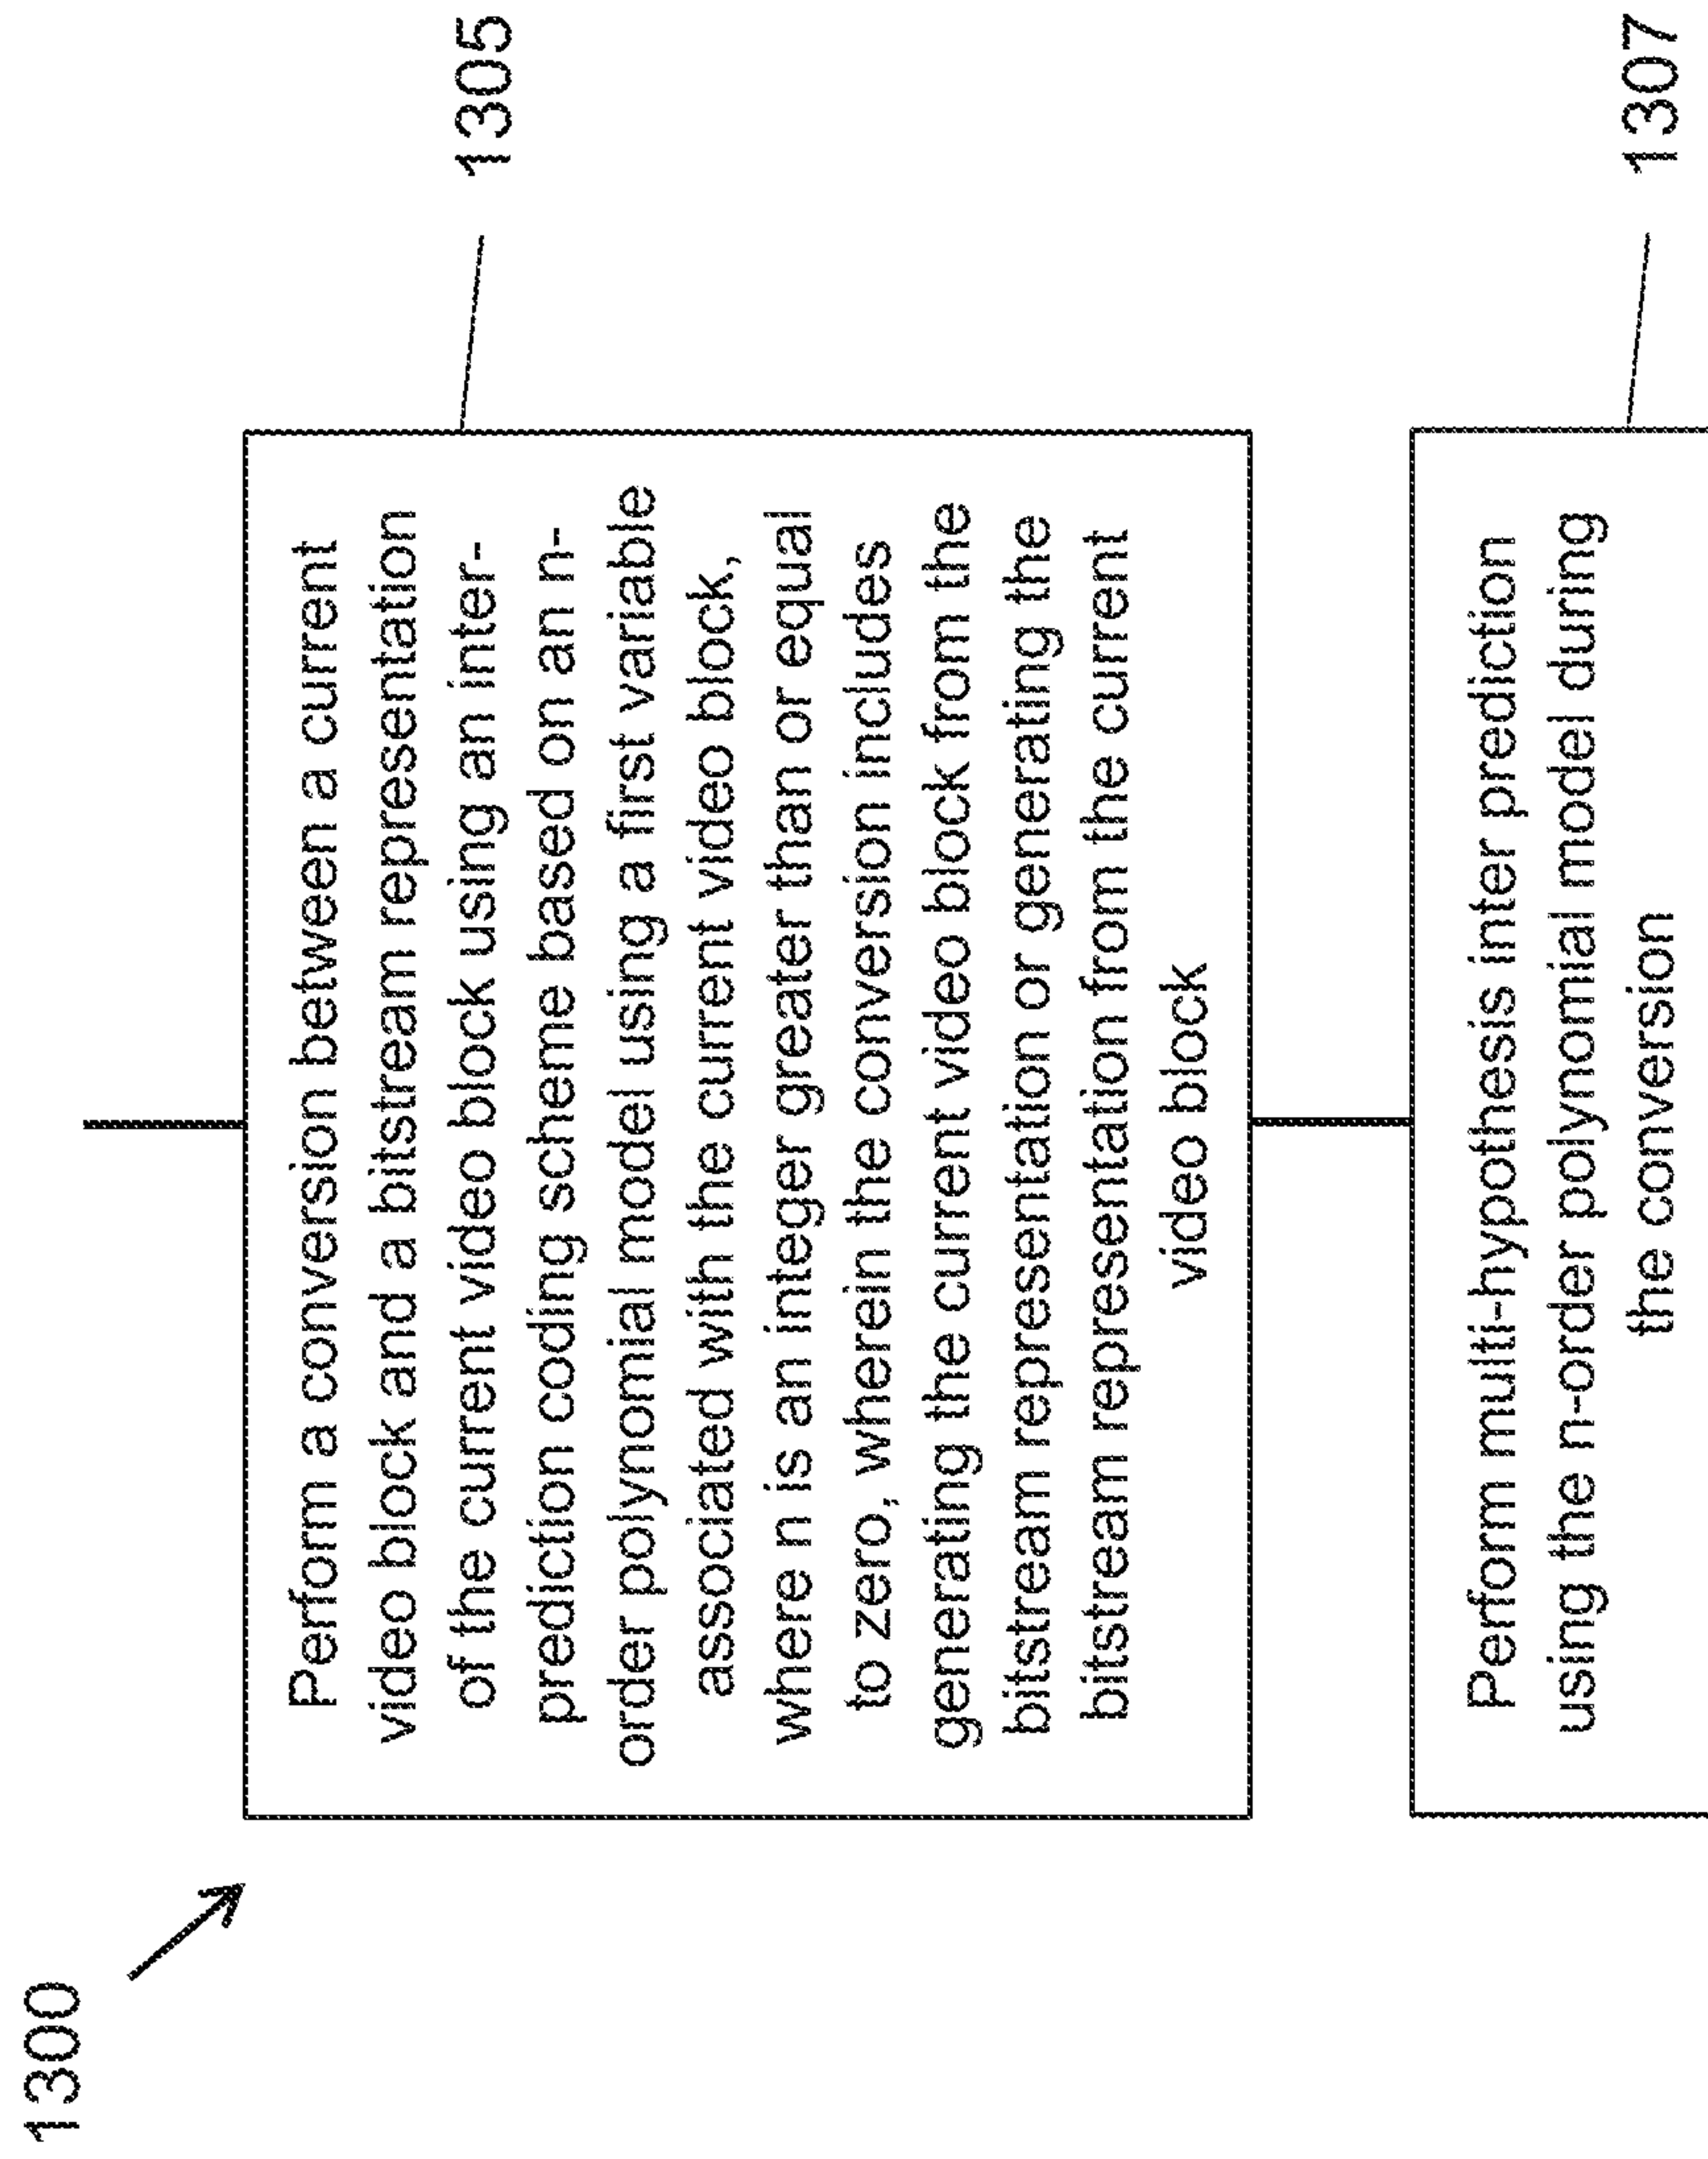 1300
Perform a conversion between a current
video block and a bitstream representation
of the current video block using an inter-
prediction coding scheme based on an n-
order polynomial model using a first variable
associated with the current video block,
where n is an integer greater than or equal
to zero, wherein the conversion includes
generating the current video block from the
bitstream representation or generating the
bitstream representation from the current
video block
1305
Perform multi-hypothesis inter prediction
using the n-order polynomial model during
the conversion
1307